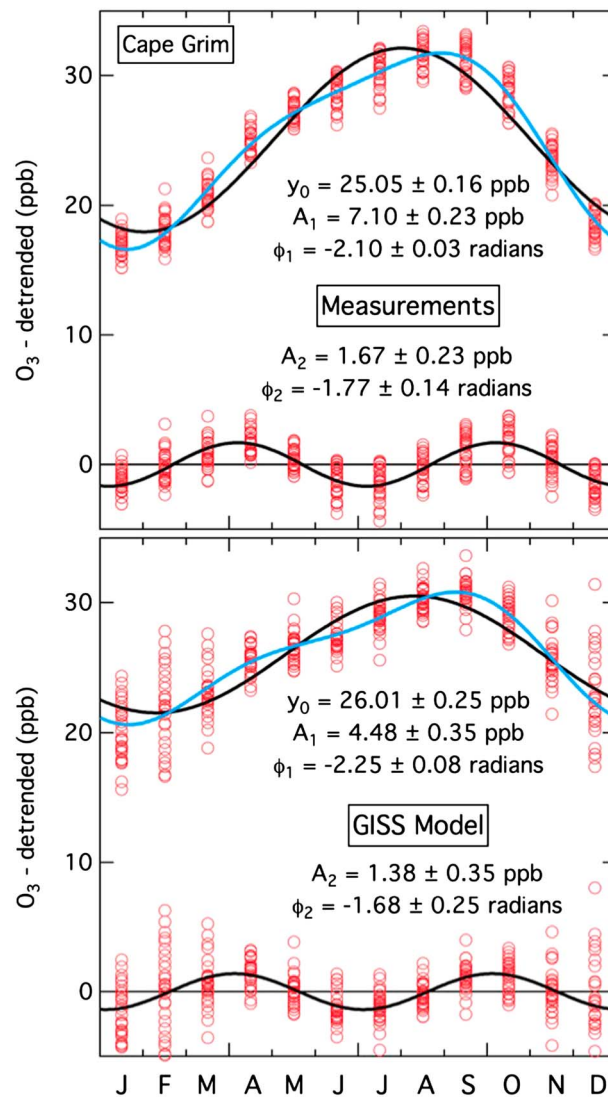 Cape Grim
30
20
10
0
O₃ - detrended (ppb)
y₀ = 25.05 ± 0.16 ppb
A₁ = 7.10 ± 0.23 ppb
ϕ₁ = -2.10 ± 0.03 radians
Measurements
A₂ = 1.67 ± 0.23 ppb
ϕ₂ = -1.77 ± 0.14 radians
30
20
10
0
O₃ - detrended (ppb)
y₀ = 26.01 ± 0.25 ppb
A₁ = 4.48 ± 0.35 ppb
ϕ₁ = -2.25 ± 0.08 radians
GISS Model
A₂ = 1.38 ± 0.35 ppb
ϕ₂ = -1.68 ± 0.25 radians
J F M A M J J A S O N D